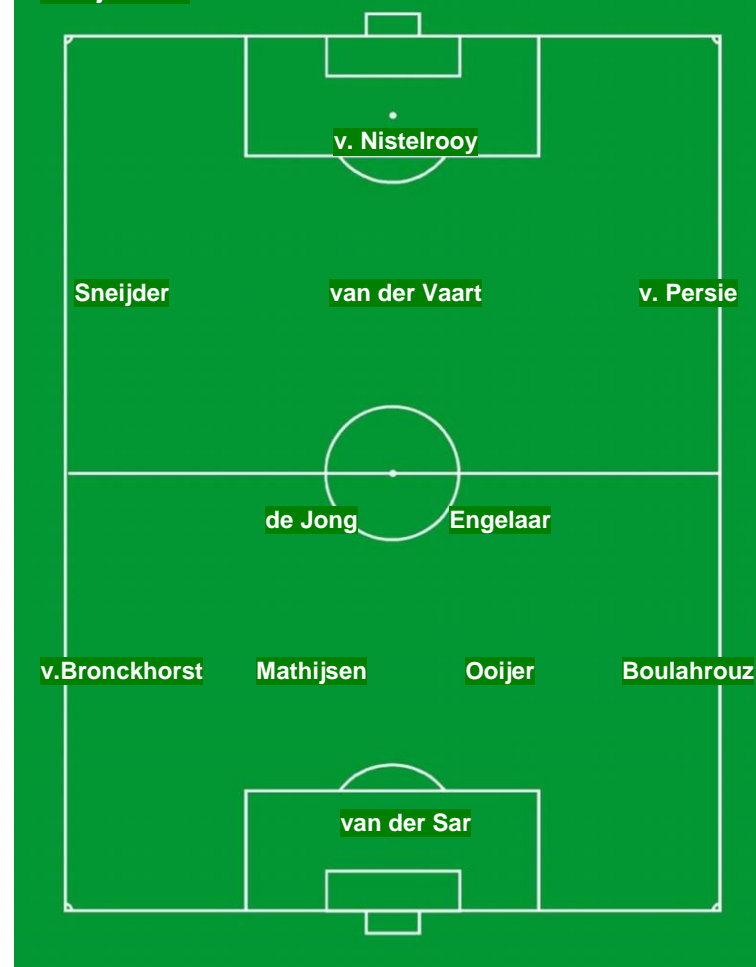 v. Nistelrooy
Sneijder van der Vaart v. Persie
de Jong Engelaar
v.Bronckhorst Mathijsen Ooijer Boulahrouz
van der Sar